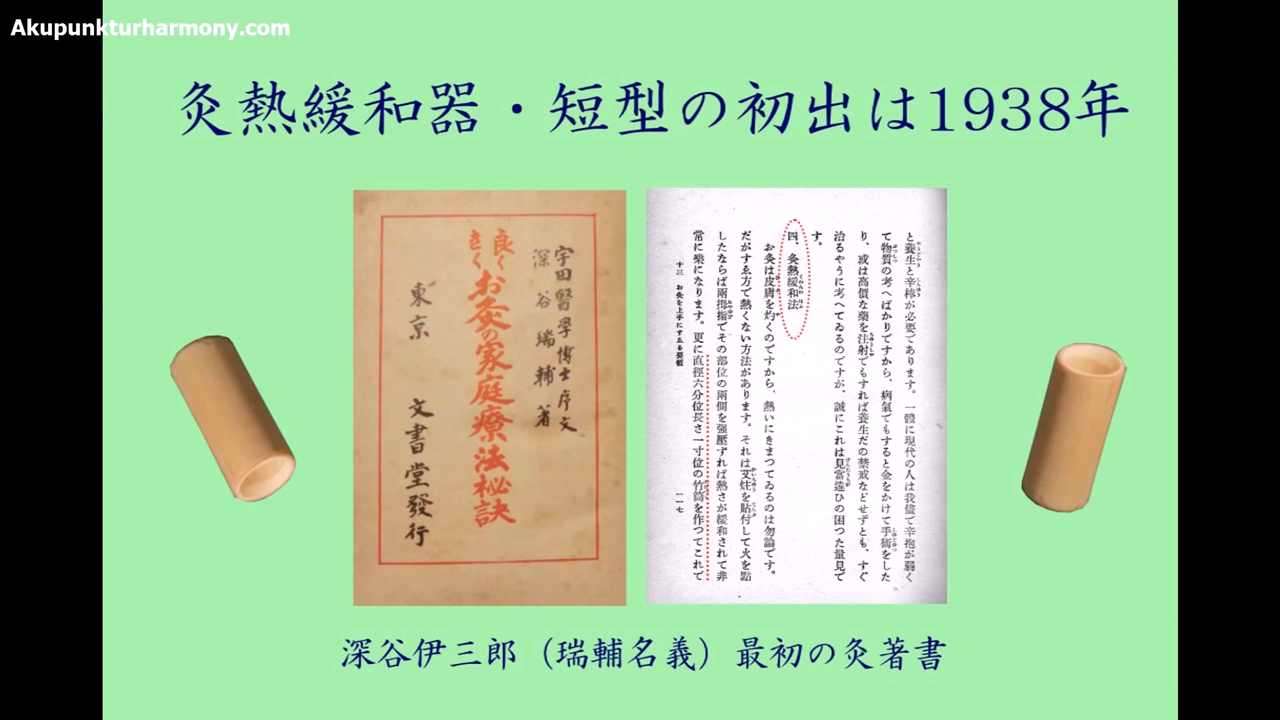 Akupunkturharmony.com
灸熱緩和器・短型の初出は1938年
宇田醫學博士序文
深谷瑞輔著
良くきく
お灸の家庭療法秘訣
東京 文書堂發行
と養生と辛棒が必要であります。一體に現代の人は我儘で辛抱が弱く
て物質の考へばかりですから、病氣でもすると金をかけて手術をした
り、或は高價な藥を注射でもすれば養生だの禁戒などせずとも、すぐ
治るやうに考へてゐるのですが、誠にこれは見當違ひの困つた量見で
す。
四、灸熱緩和法
お灸は皮膚を灼くのですから、熱いにきまつてゐるのは勿論です。
だがすゑ方で熱くない方法があります。それは艾炷を貼付して火を點
したならば兩拇指でその部位の兩側を强壓すれば熱さが緩和されて非
常に樂になります。更に直徑六分位長さ一寸位の竹筒を作つてこれで
十三 お灸を上手にすゑる要領
一一七
深谷伊三郎（瑞輔名義）最初の灸著書